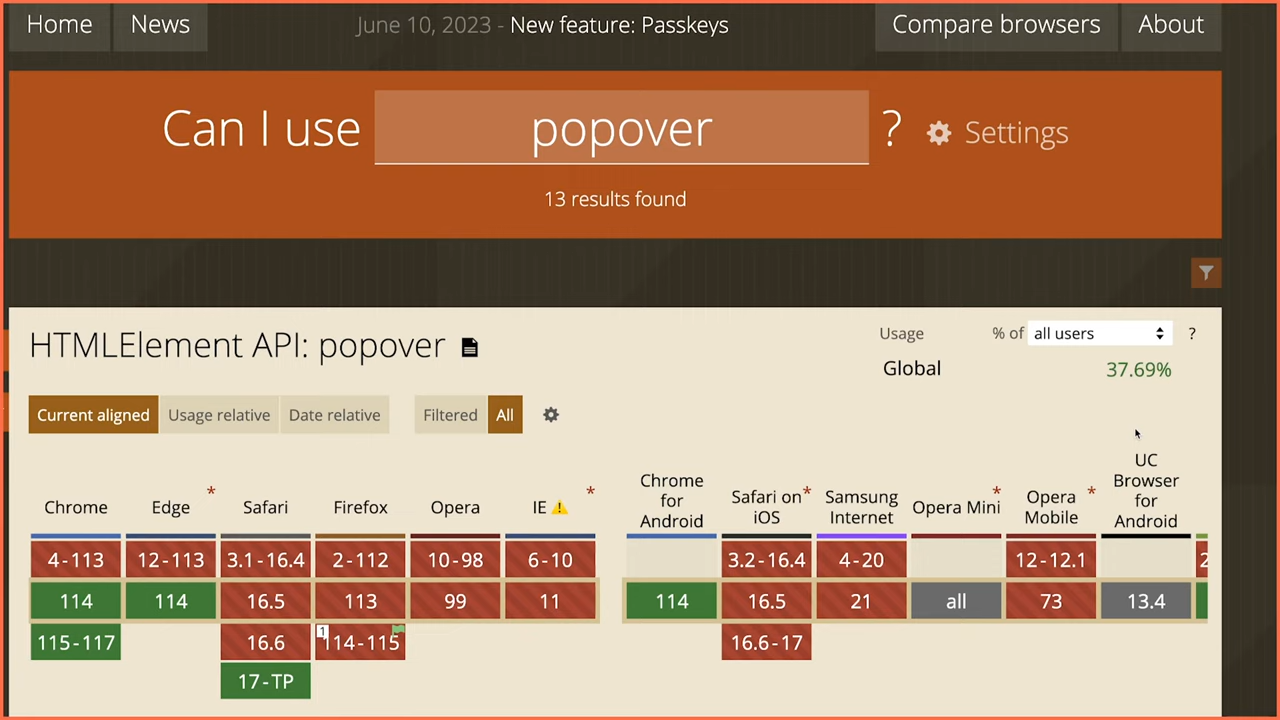 Home
News
June 10, 2023 - New feature: Passkeys
Compare browsers
About
Can I use
popover
?
Settings
13 results found
HTMLElement API: popover
Usage
% of
all users
?
Global
37.69%
Current aligned
Usage relative
Date relative
Filtered
All
Chrome
4-113
114
115-117
Edge
*
12-113
114
Safari
3.1-16.4
16.5
16.6
17-TP
Firefox
2-112
113
1
114-115
Opera
10-98
99
IE
*
6-10
11
Chrome
for
Android
114
Safari on
iOS
*
3.2-16.4
16.5
16.6-17
Samsung
Internet
4-20
21
Opera Mini
*
all
Opera
Mobile
*
12-12.1
73
UC
Browser
for
Android
13.4